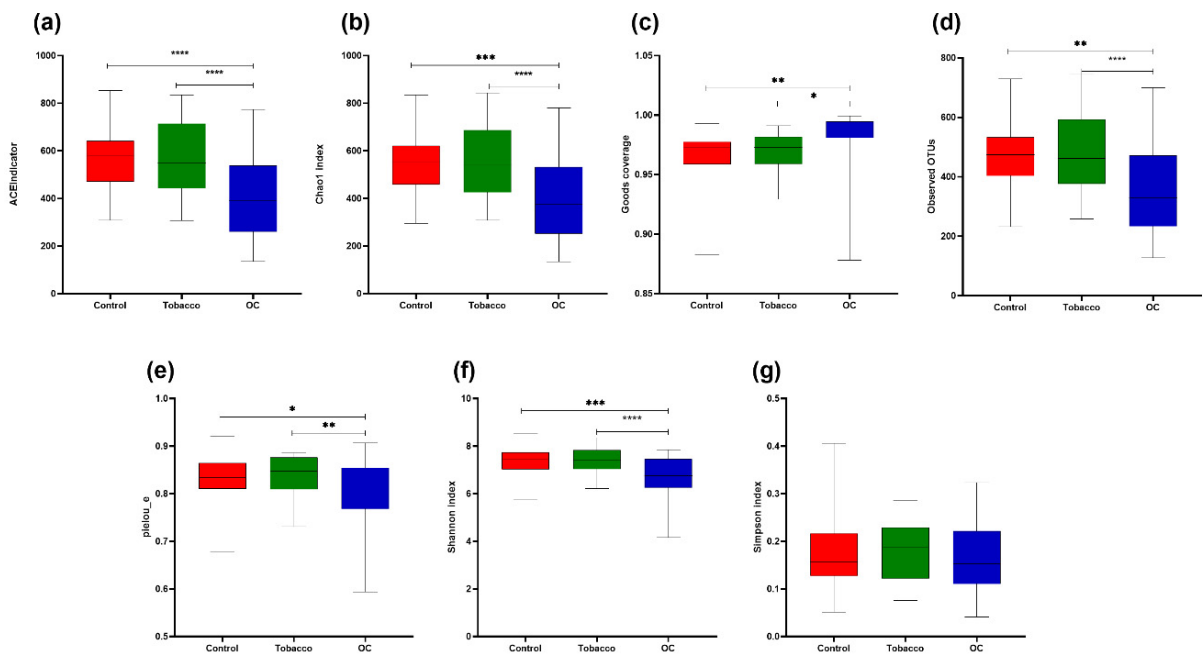 (a)
(b)
(c)
(d)
1000
800
600
400
200
0
ACEIndicator
****
****
Control Tobacco OC
1000
800
600
400
200
0
Chao1 index
***
****
Control Tobacco OC
1.05
1.00
0.95
0.90
0.85
Goods coverage
**
*
Control Tobacco OC
800
600
400
200
0
Observed OTUs
**
****
Control Tobacco OC
(e)
(f)
(g)
1.0
0.9
0.8
0.7
0.6
0.5
pielou_e
*
**
Control Tobacco OC
10
8
6
4
2
0
Shannon index
***
****
Control Tobacco OC
0.5
0.4
0.3
0.2
0.1
0.0
Simpson index
Control Tobacco OC